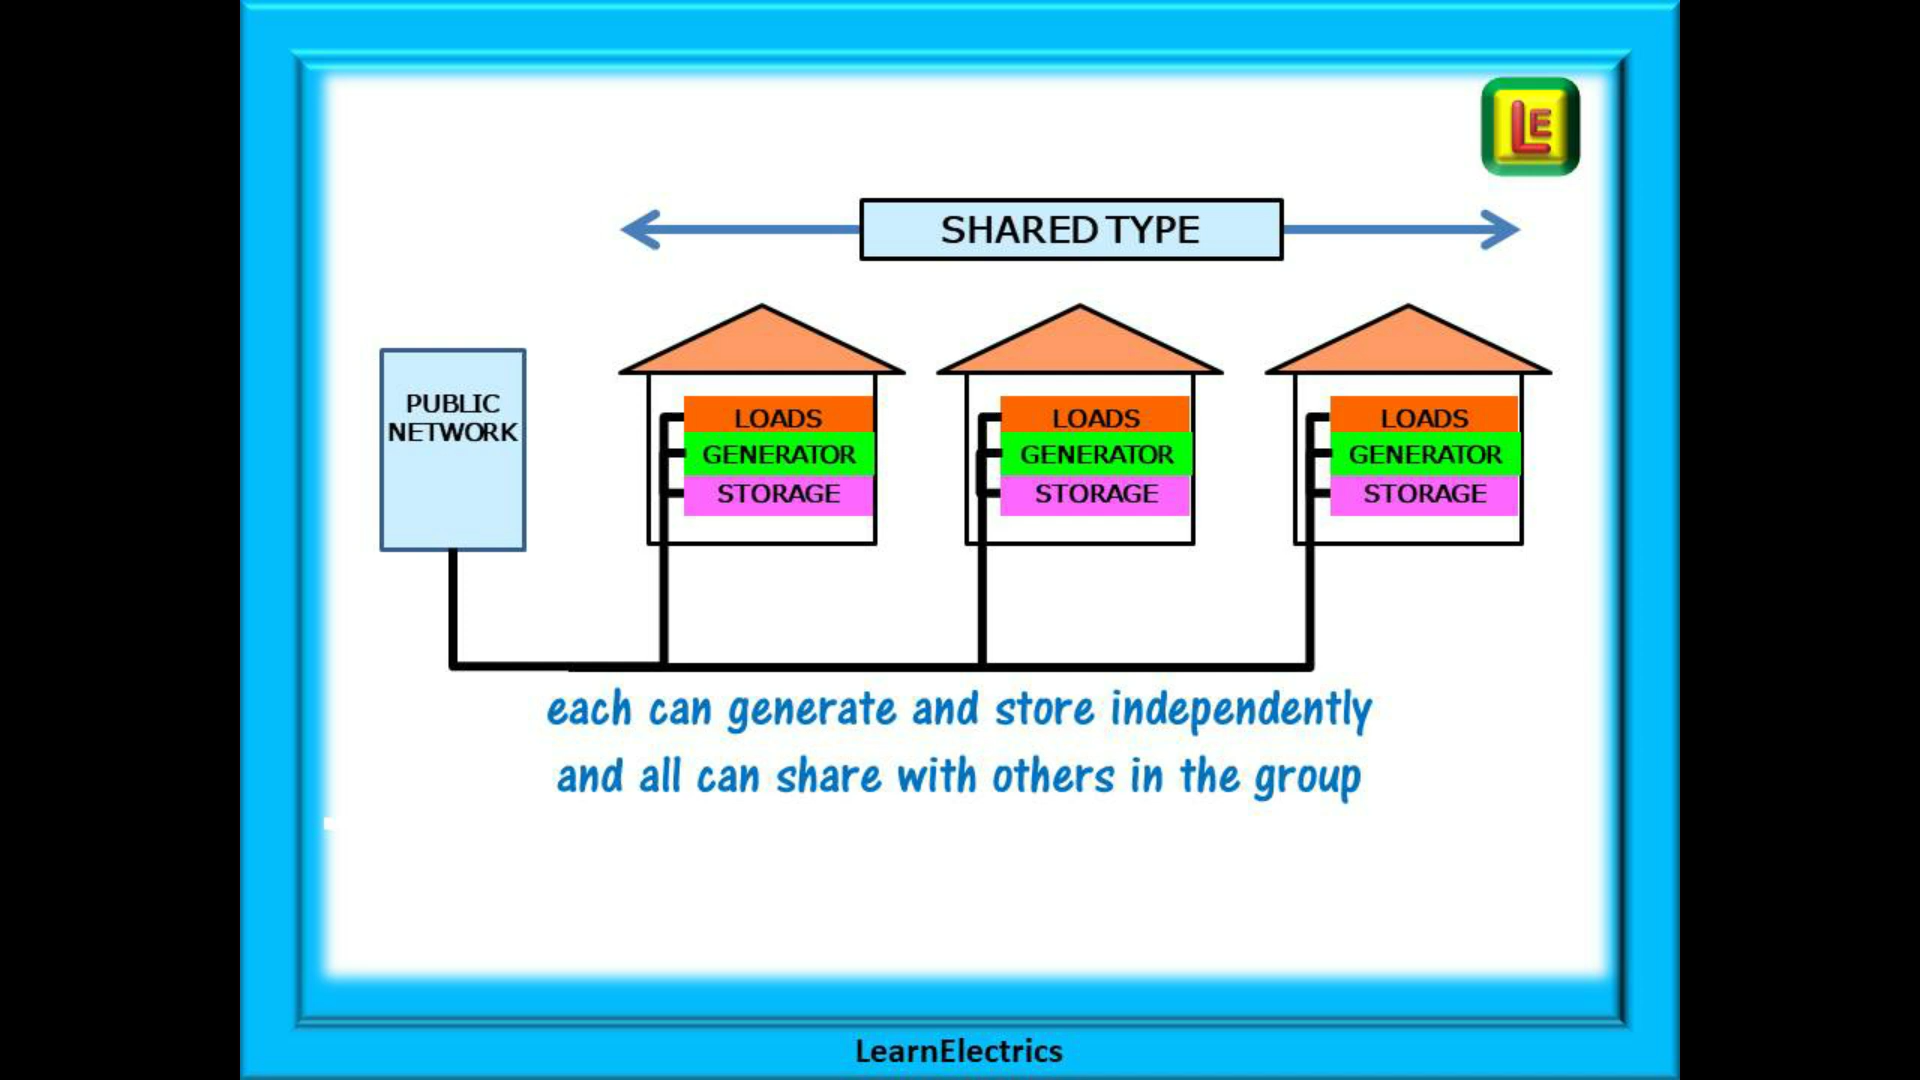 LE
SHARED TYPE
PUBLIC
NETWORK
LOADS
GENERATOR
STORAGE
LOADS
GENERATOR
STORAGE
LOADS
GENERATOR
STORAGE
each can generate and store independently
and all can share with others in the group
LearnElectrics